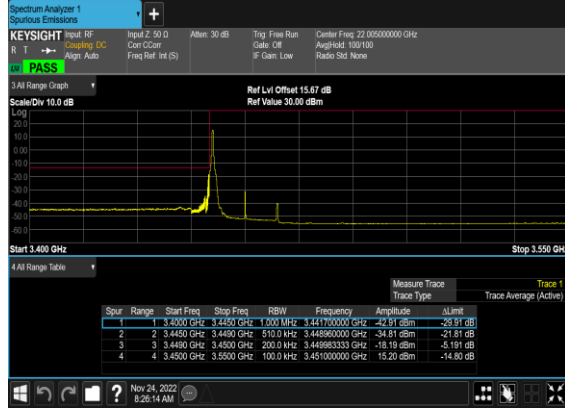 Spectrum Analyzer 1
Spurious Emissions
+
KEYSIGHT Input: RF Input Z: 50 Ω Atten: 30 dB Trig: Free Run Center Freq: 22.005000000 GHz
R T Coupling: DC Corr CCorr Gate: Off Avg|Hold: 100/100
Align: Auto Freq Ref: Int (S) IF Gain: Low Radio Std: None
PASS
3 All Range Graph
Ref Lvl Offset 15.67 dB
Scale/Div 10.0 dB Ref Value 30.00 dBm
Log
20.0
10.0
0.00
-10.0
-20.0
-30.0
-40.0
-50.0
-60.0
Start 3.400 GHz Stop 3.550 GH
4 All Range Table
Measure Trace Trace 1
Trace Type Trace Average (Active)
Spur Range Start Freq Stop Freq RBW Frequency Amplitude ΔLimit
1 1 3.4000 GHz 3.4450 GHz 1.000 MHz 3.441700000 GHz -42.91 dBm -29.91 dB
2 2 3.4450 GHz 3.4490 GHz 510.0 kHz 3.448960000 GHz -34.81 dBm -21.81 dB
3 3 3.4490 GHz 3.4500 GHz 200.0 kHz 3.449983333 GHz -18.19 dBm -5.191 dB
4 4 3.4500 GHz 3.5500 GHz 100.0 kHz 3.451000000 GHz 15.20 dBm -14.80 dB
? Nov 24, 2022
8:26:14 AM